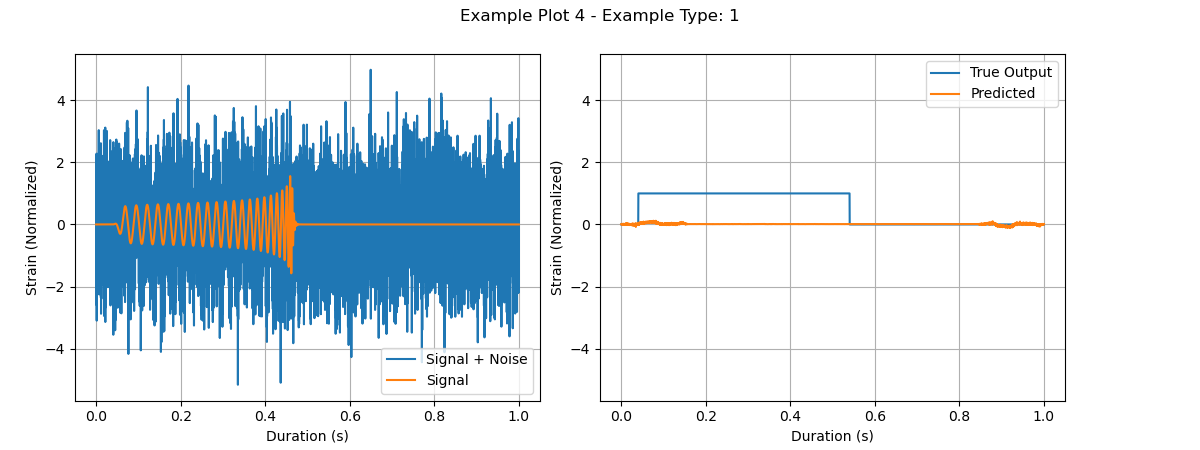 Example Plot 4 - Example Type: 1
Strain (Normalized)
4
2
0
−2
−4
0.0 0.2 0.4 0.6 0.8 1.0
Duration (s)
Signal + Noise
Signal
Strain (Normalized)
4
2
0
−2
−4
0.0 0.2 0.4 0.6 0.8 1.0
Duration (s)
True Output
Predicted